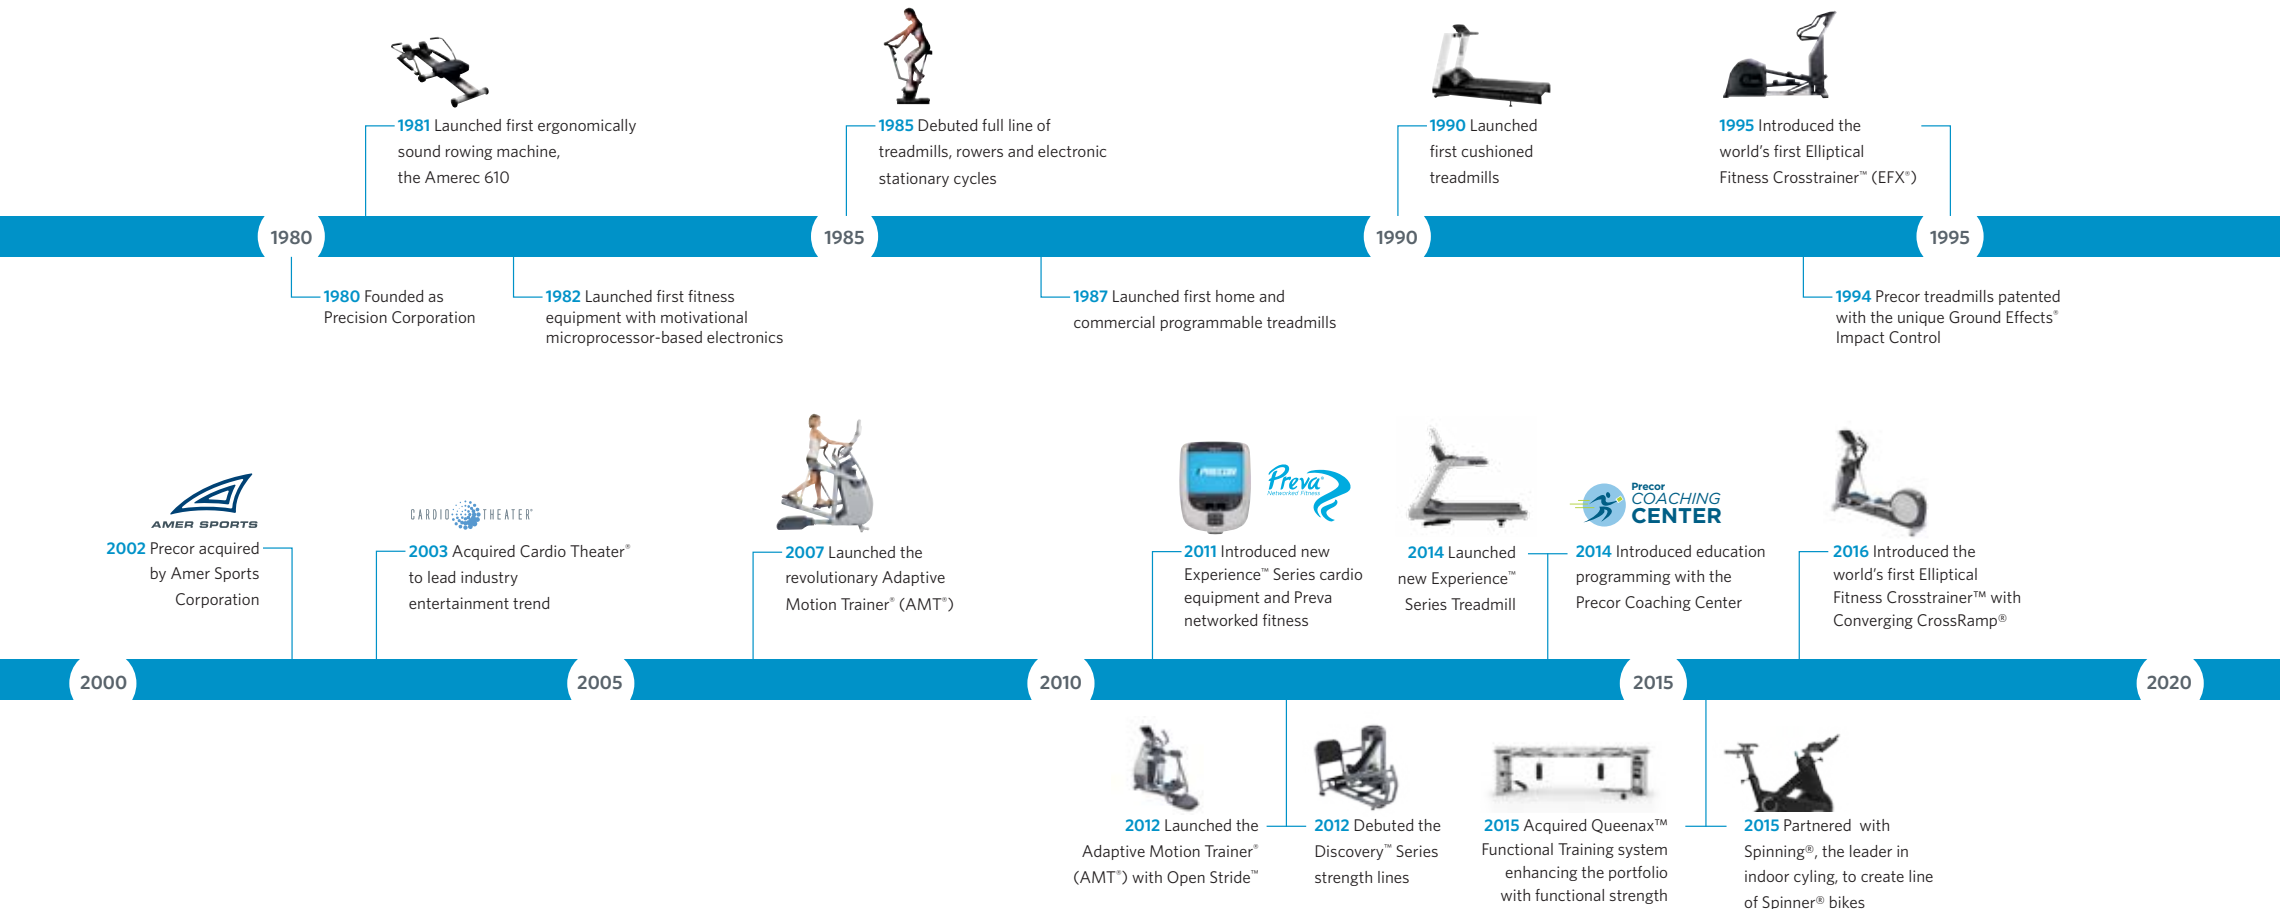 1981 Launched first ergonomically
sound rowing machine,
the Amerec 610
1985 Debuted full line of
treadmills, rowers and electronic
stationary cycles
1990 Launched
first cushioned
treadmills
1995 Introduced the
world's first Elliptical
Fitness Crosstrainer™ (EFX®)
1980
1985
1990
1995
1980 Founded as
Precision Corporation
1982 Launched first fitness
equipment with motivational
microprocessor-based electronics
1987 Launched first home and
commercial programmable treadmills
1994 Precor treadmills patented
with the unique Ground Effects®
Impact Control
AMER SPORTS
2002 Precor acquired
by Amer Sports
Corporation
CARDIO THEATER®
2003 Acquired Cardio Theater®
to lead industry
entertainment trend
2007 Launched the
revolutionary Adaptive
Motion Trainer® (AMT®)
PRECOR
Preva®
Networked Fitness
2011 Introduced new
Experience™ Series cardio
equipment and Preva
networked fitness
2014 Launched
new Experience™
Series Treadmill
Precor
COACHING
CENTER
2014 Introduced education
programming with the
Precor Coaching Center
2016 Introduced the
world's first Elliptical
Fitness Crosstrainer™ with
Converging CrossRamp®
2000
2005
2010
2015
2020
2012 Launched the
Adaptive Motion Trainer®
(AMT®) with Open Stride™
2012 Debuted the
Discovery™ Series
strength lines
2015 Acquired Queenax™
Functional Training system
enhancing the portfolio
with functional strength
2015 Partnered with
Spinning®, the leader in
indoor cyling, to create line
of Spinner® bikes